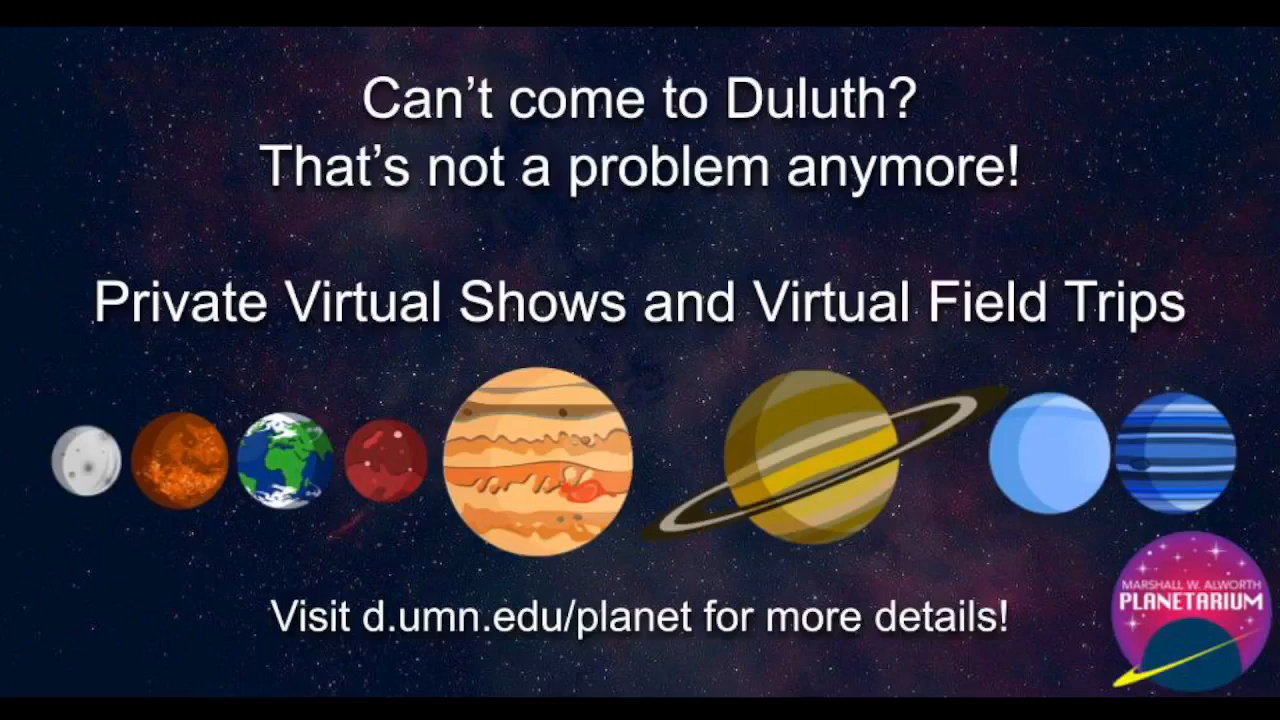 Can’t come to Duluth?
That’s not a problem anymore!
Private Virtual Shows and Virtual Field Trips
Visit d.umn.edu/planet for more details!
MARSHALL W. ALWORTH
PLANETARIUM